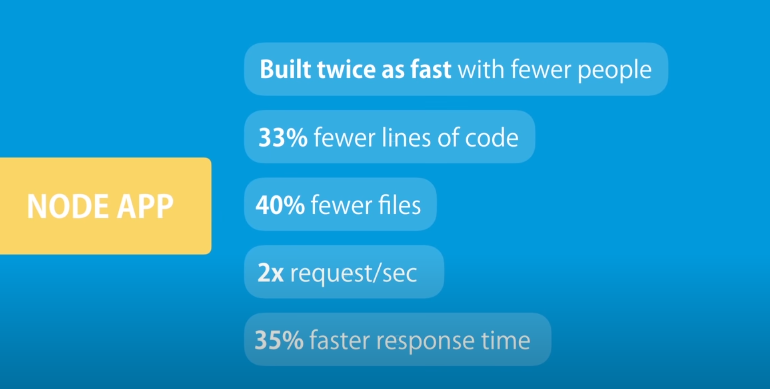 Built twice as fast with fewer people
33% fewer lines of code
NODE APP
40% fewer files
2x request/sec
35% faster response time